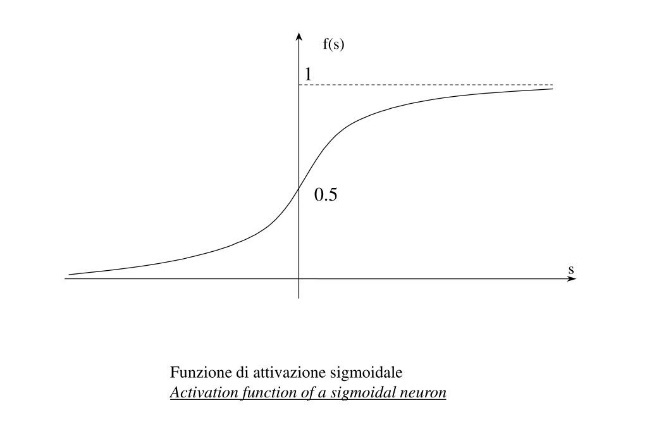 f(s)
1
0.5
s
Funzione di attivazione sigmoidale
Activation function of a sigmoidal neuron